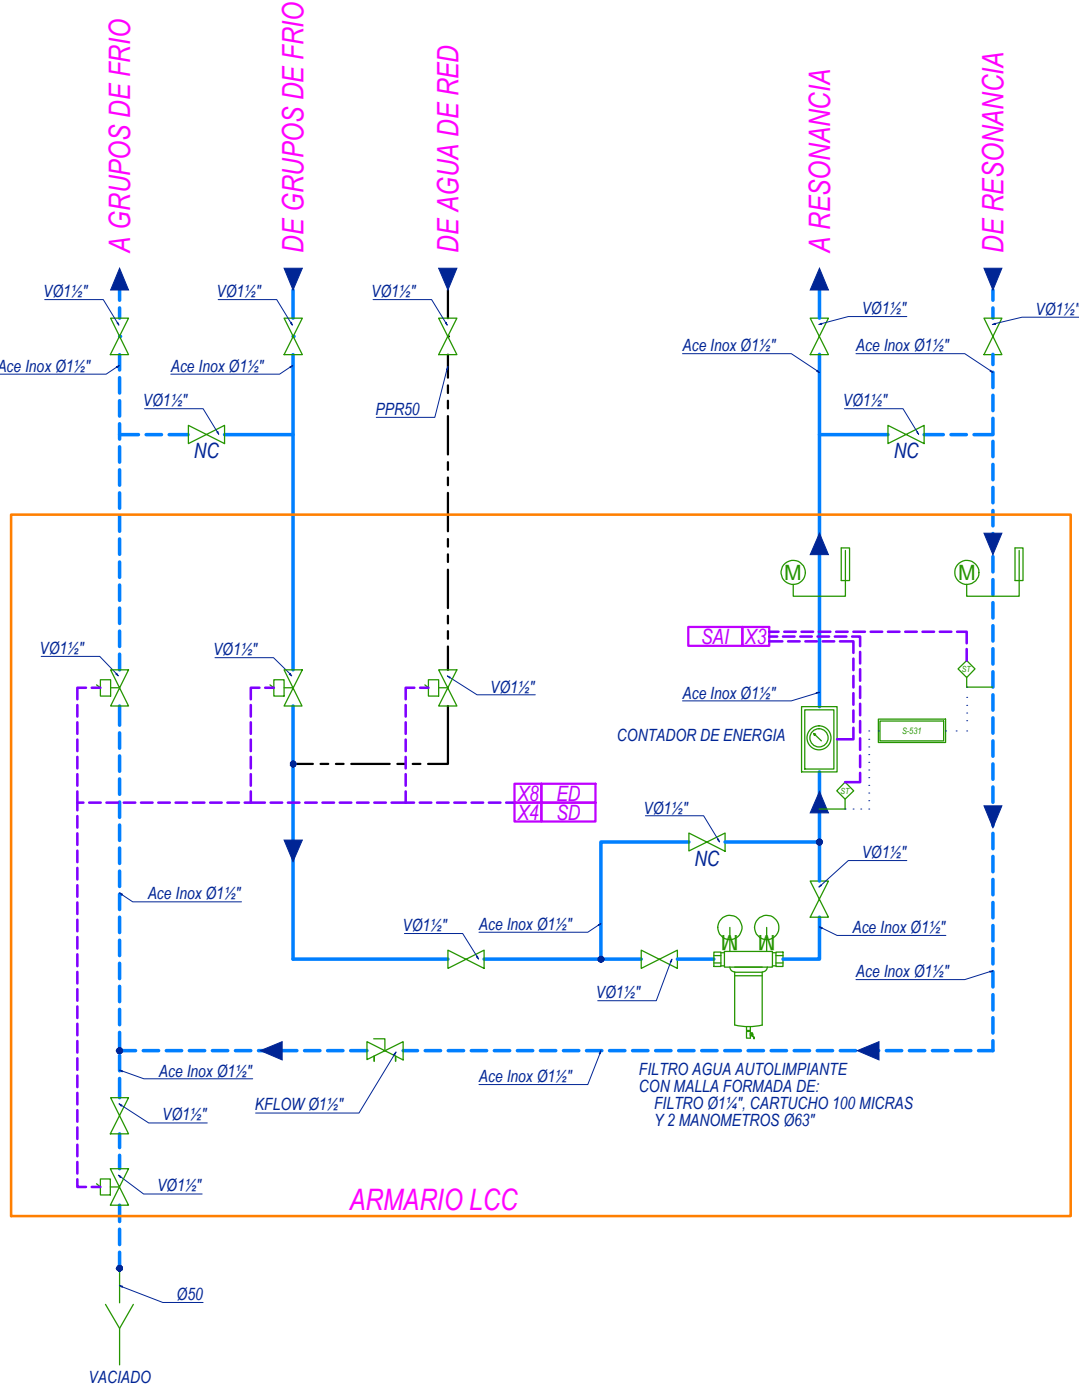 A GRUPOS DE FRIO
DE GRUPOS DE FRIO
DE AGUA DE RED
A RESONANCIA
DE RESONANCIA
VØ1½"
VØ1½"
VØ1½"
VØ1½"
VØ1½"
Ace Inox Ø1½"
Ace Inox Ø1½"
Ace Inox Ø1½"
Ace Inox Ø1½"
PPR50
VØ1½"
NC
VØ1½"
NC
M
M
SAI X3
VØ1½"
VØ1½"
VØ1½"
Ace Inox Ø1½"
ST
CONTADOR DE ENERGIA
S-531
X8 ED
X4 SD
ST
VØ1½"
NC
VØ1½"
Ace Inox Ø1½"
VØ1½"
Ace Inox Ø1½"
Ace Inox Ø1½"
VØ1½"
Ace Inox Ø1½"
Ace Inox Ø1½"
Ace Inox Ø1½"
KFLOW Ø1½"
FILTRO AGUA AUTOLIMPIANTE
CON MALLA FORMADA DE:
FILTRO Ø1¼", CARTUCHO 100 MICRAS
Y 2 MANOMETROS Ø63"
VØ1½"
VØ1½"
ARMARIO LCC
Ø50
VACIADO